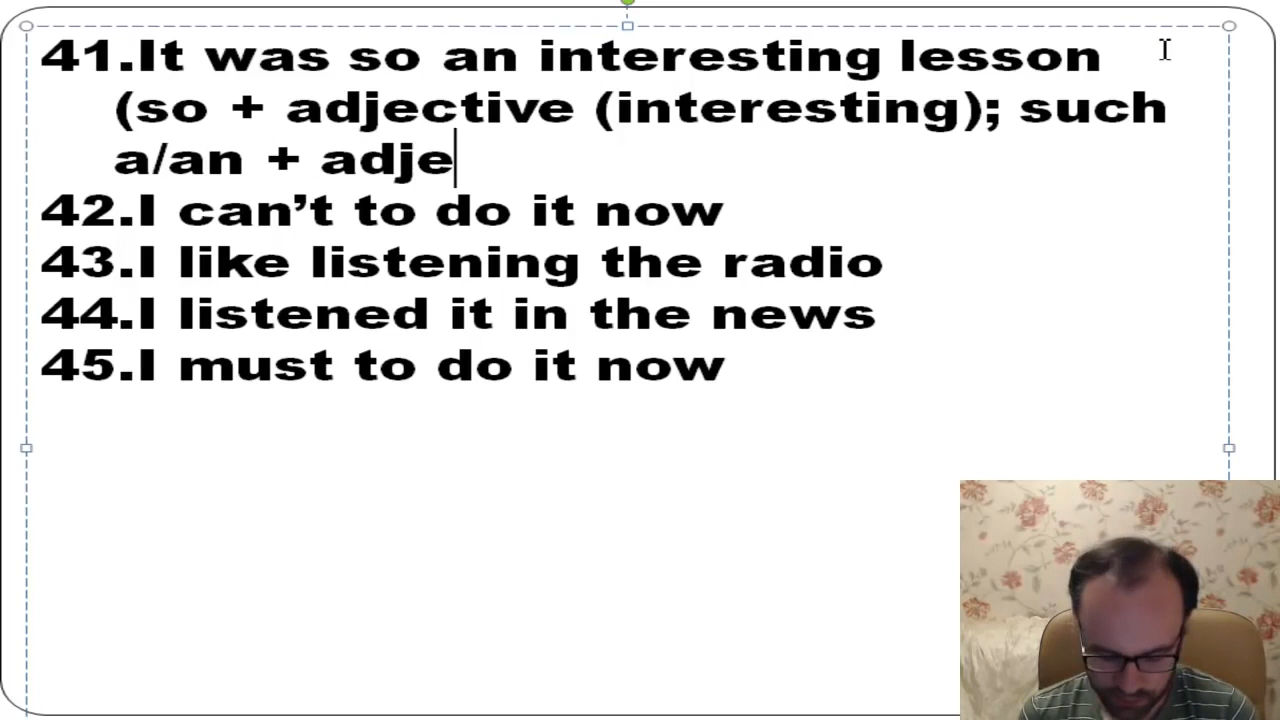 41.It was so an interesting lesson
(so + adjective (interesting); such
a/an + adje
42.I can’t to do it now
43.I like listening the radio
44.I listened it in the news
45.I must to do it now